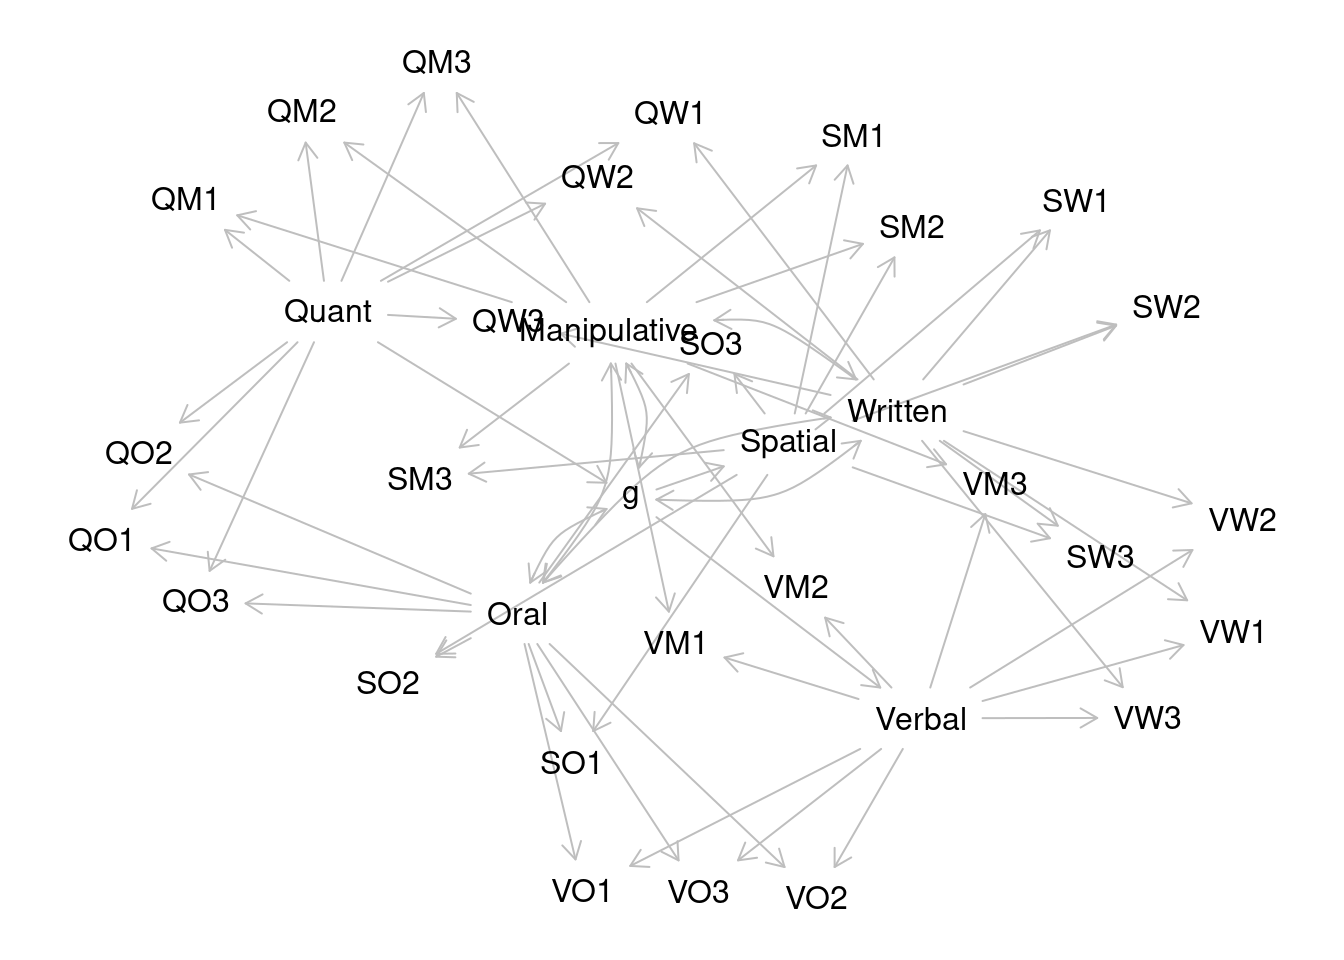 QM3
QM2
QW1
SM1
QW2
QM1
SW1
SM2
SW2
Quant
QW3
Manipulative
SO3
Written
Spatial
QO2
SM3
VM3
g
VW2
QO1
SW3
VM2
QO3
Oral
VW1
VM1
SO2
Verbal
VW3
SO1
VO1
VO3
VO2